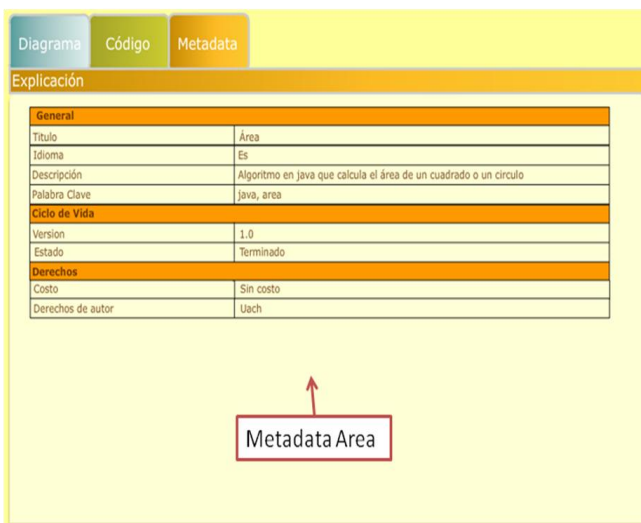 Diagrama Código Metadata
Explicación
General
Titulo Área
Idioma Es
Descripción Algoritmo en java que calcula el área de un cuadrado o un circulo
Palabra Clave java, area
Ciclo de Vida
Version 1.0
Estado Terminado
Derechos
Costo Sin costo
Derechos de autor Uach
Metadata Area